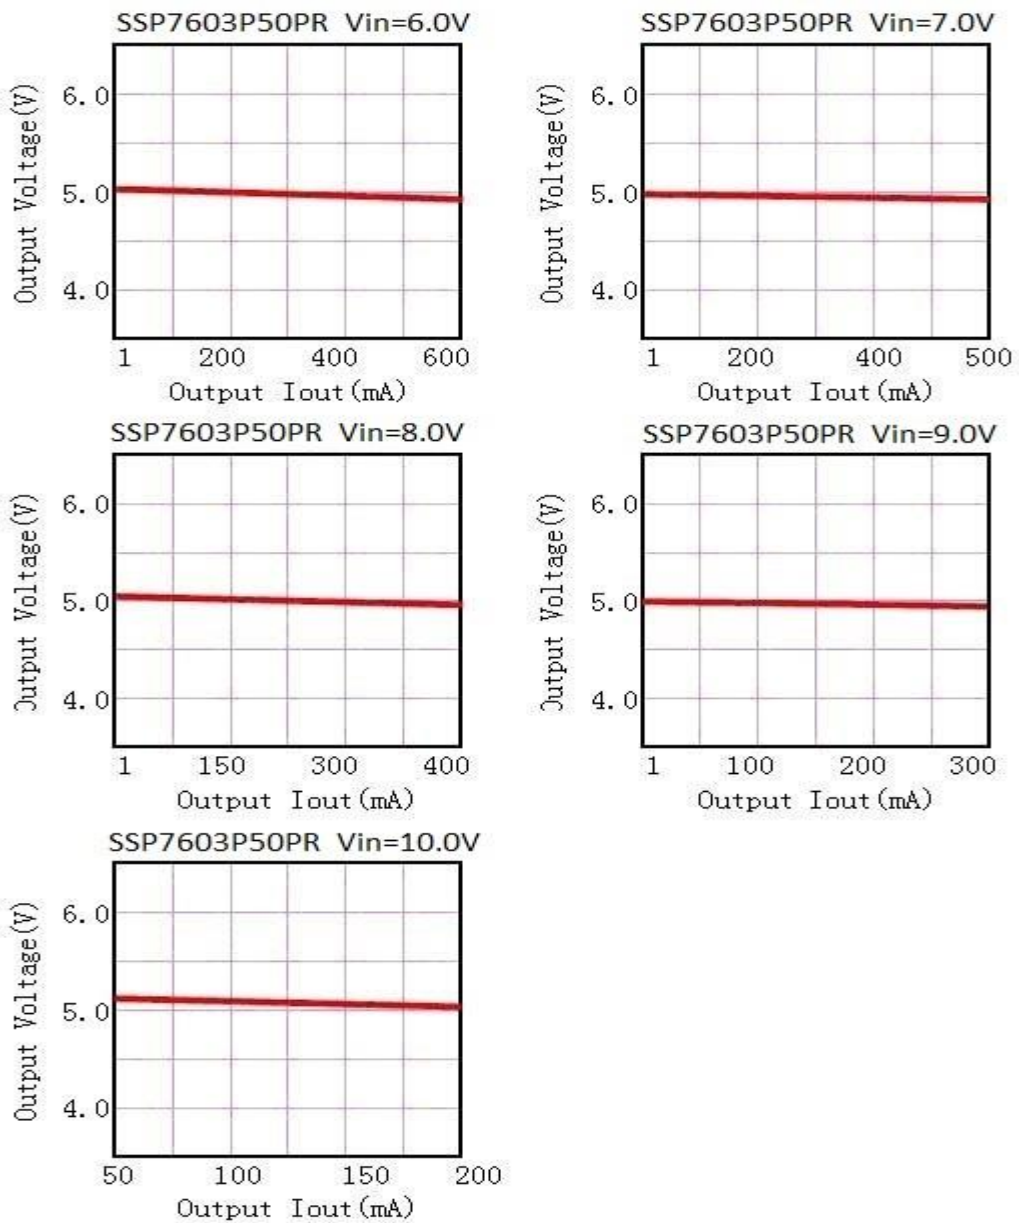 SSP7603P50PR Vin=6.0V
Output Voltage(V)
6.0
5.0
4.0
1 200 400 600
Output Iout(mA)
SSP7603P50PR Vin=7.0V
Output Voltage(V)
6.0
5.0
4.0
1 200 400 500
Output Iout(mA)
SSP7603P50PR Vin=8.0V
Output Voltage(V)
6.0
5.0
4.0
1 150 300 400
Output Iout(mA)
SSP7603P50PR Vin=9.0V
Output Voltage(V)
6.0
5.0
4.0
1 100 200 300
Output Iout(mA)
SSP7603P50PR Vin=10.0V
Output Voltage(V)
6.0
5.0
4.0
50 100 150 200
Output Iout(mA)